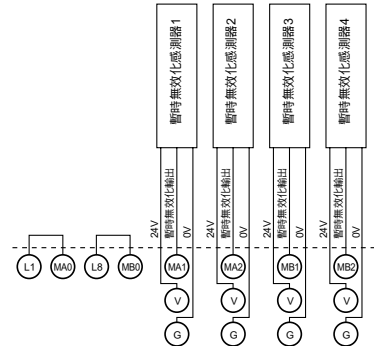 暫時無效化感測器1
暫時無效化感測器2
暫時無效化感測器3
暫時無效化感測器4
24V
暫時無效化輸出
0V
24V
暫時無效化輸出
0V
24V
暫時無效化輸出
0V
24V
暫時無效化輸出
0V
L1
MA0
L8
MB0
MA1
MA2
MB1
MB2
V
V
V
V
G
G
G
G